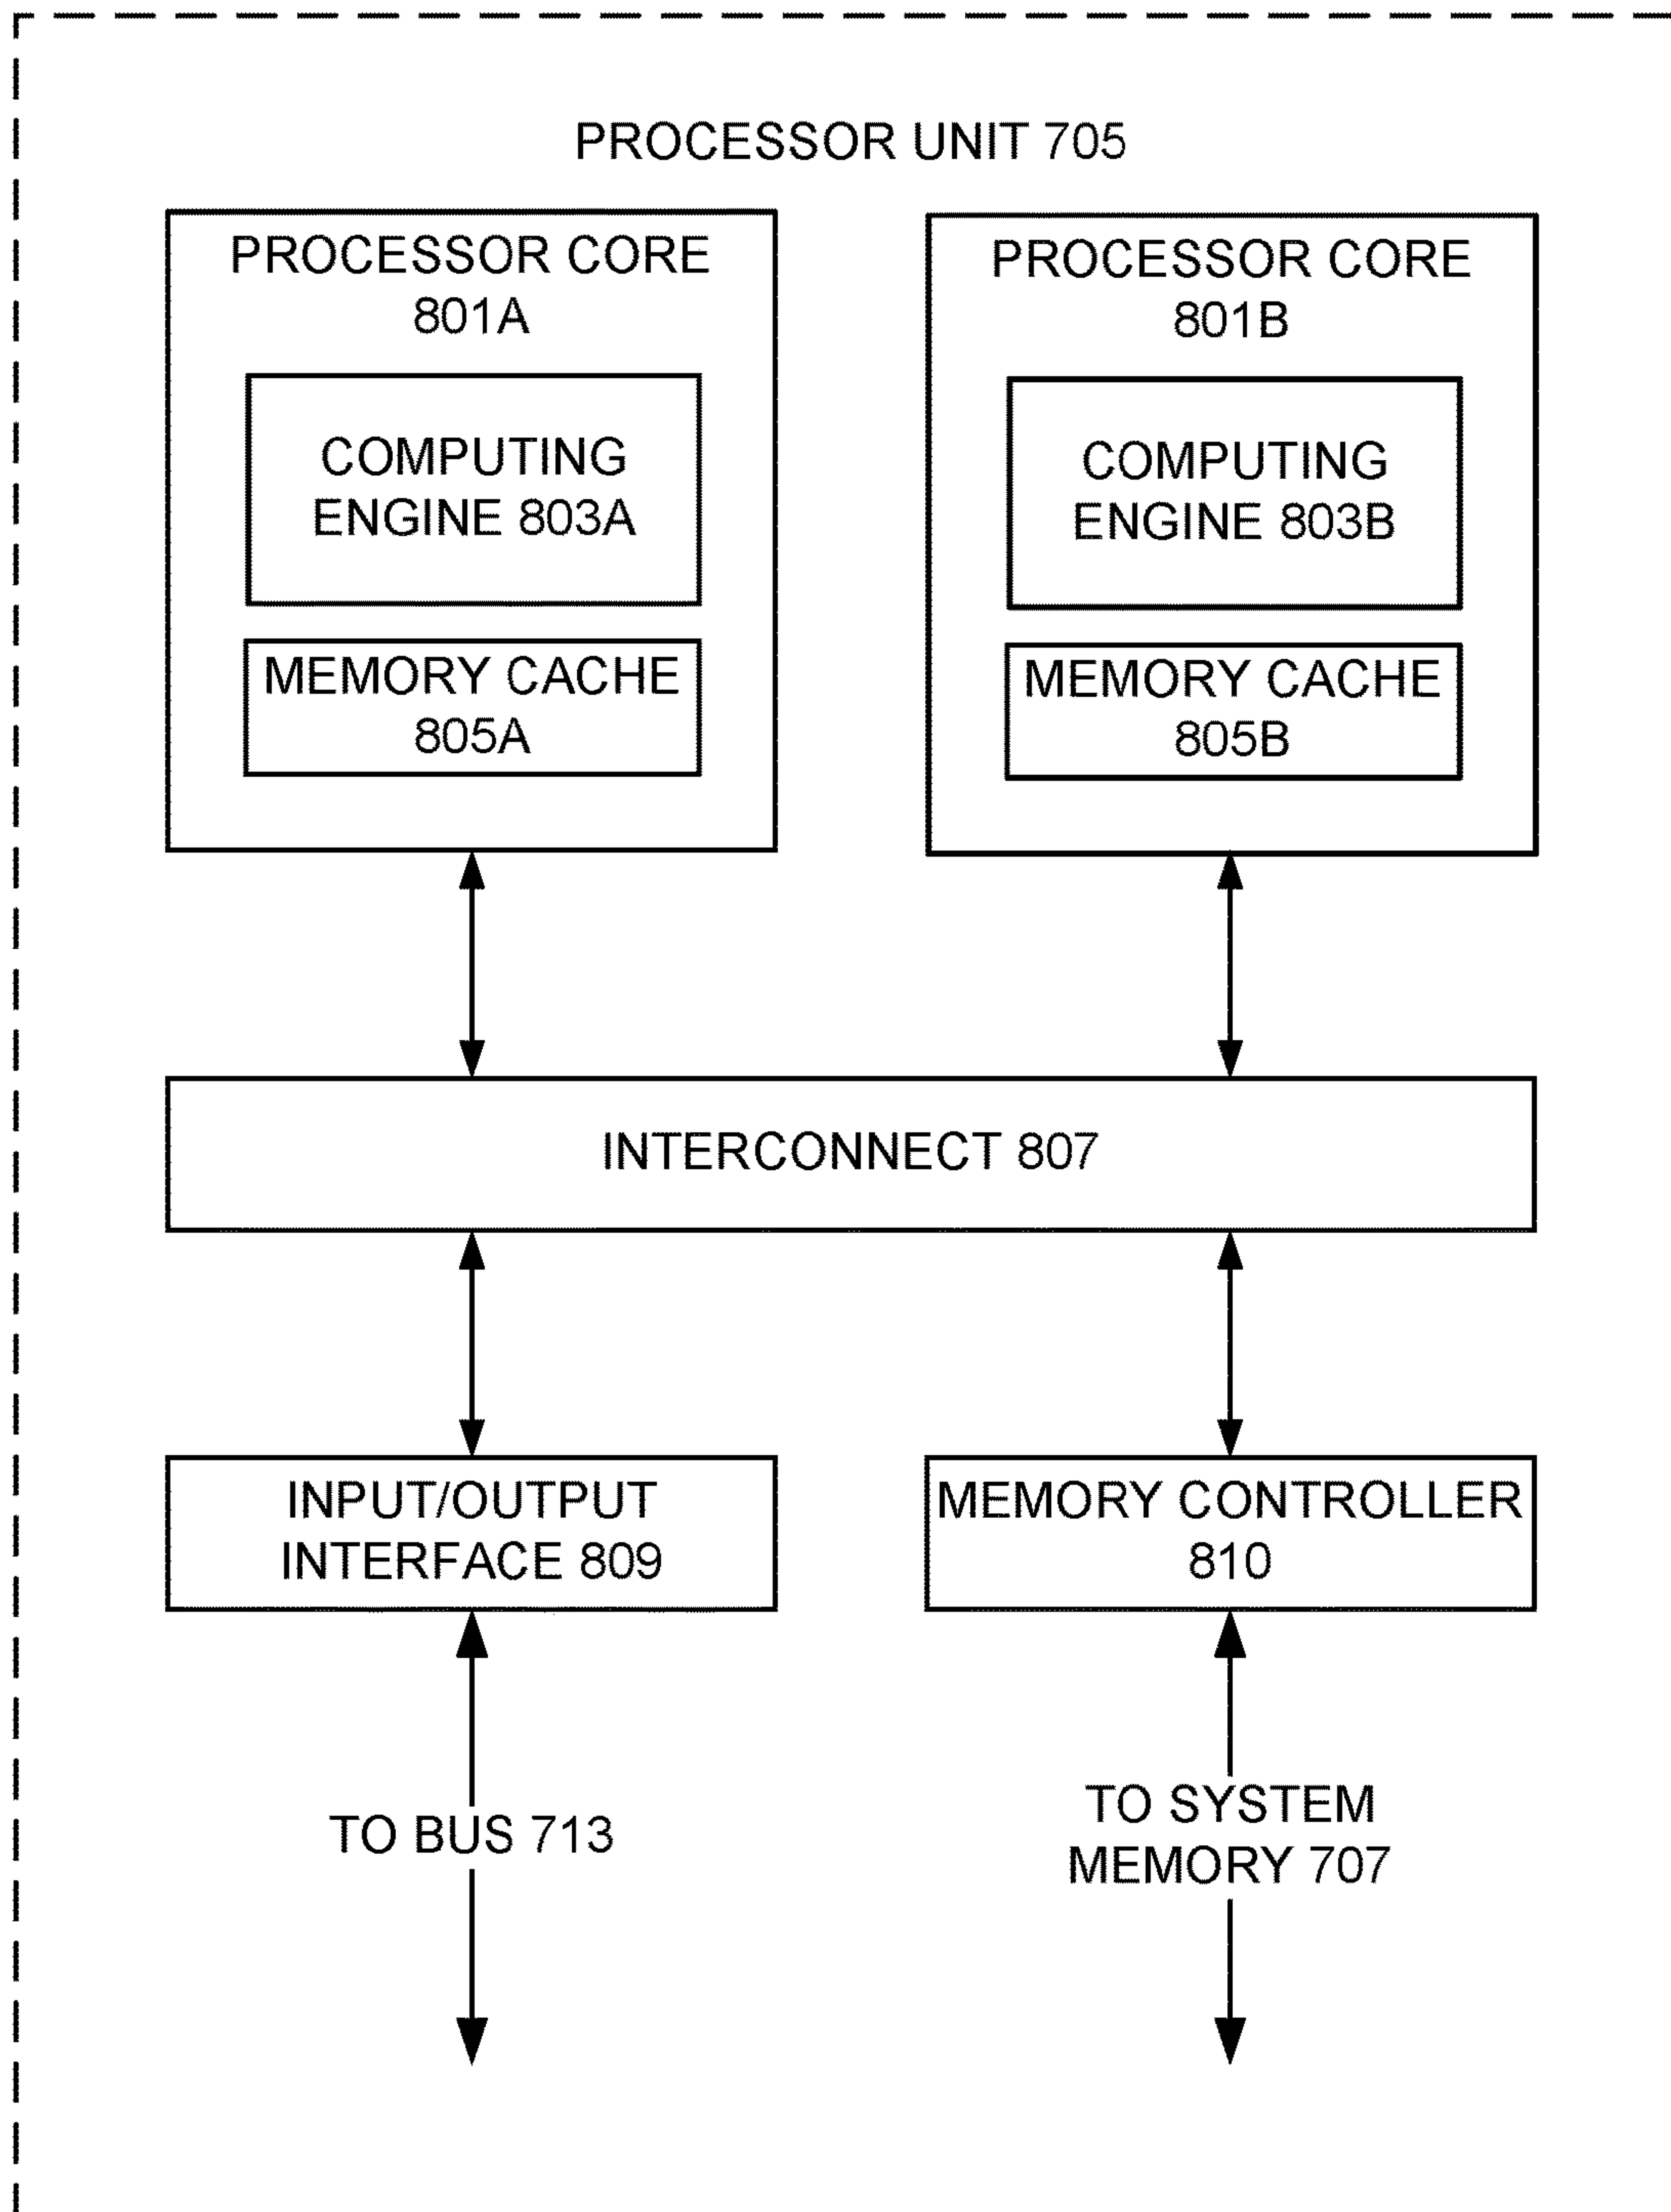 PROCESSOR UNIT 705
PROCESSOR CORE
801A
COMPUTING
ENGINE 803A
MEMORY CACHE
805A
PROCESSOR CORE
801B
COMPUTING
ENGINE 803B
MEMORY CACHE
805B
INTERCONNECT 807
INPUT/OUTPUT
INTERFACE 809
MEMORY CONTROLLER
810
TO BUS 713
TO SYSTEM
MEMORY 707